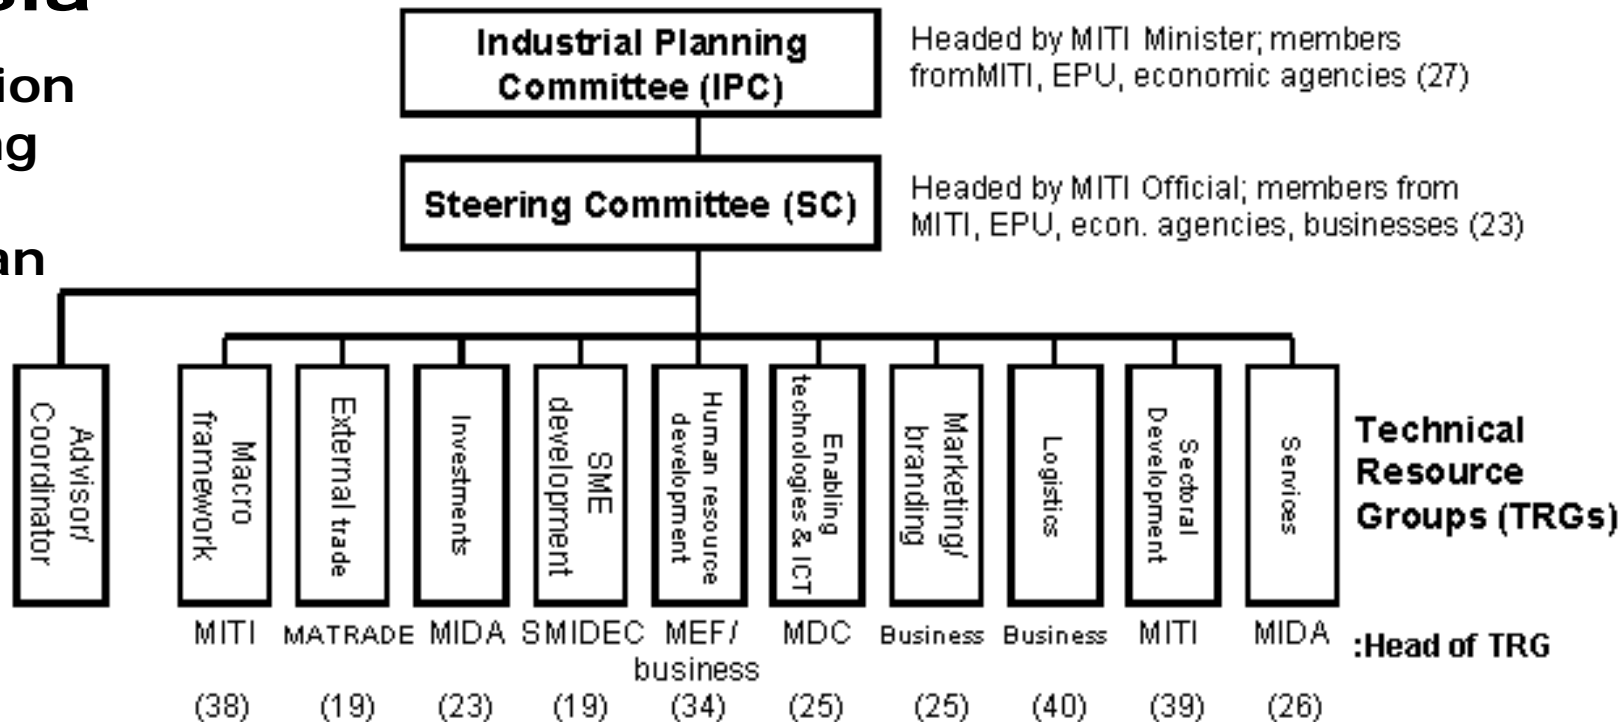 Industrial Planning
Committee (IPC)
Headed by MITI Minister; members
fromMITI, EPU, economic agencies (27)
Steering Committee (SC)
Headed by MITI Official; members from
MITI, EPU, econ. agencies, businesses (23)
Advisor/
Coordinator
Macro
framework
External trade
Investments
SME
development
Human resource
development
Enabling
technologies & ICT
Marketing/
branding
Logistics
Sectoral
Development
Services
Technical
Resource
Groups (TRGs)
MITI MATRADE MIDA SMIDEC MEF/ MDC Business Business MITI MIDA :Head of TRG
business
(38) (19) (23) (19) (34) (25) (25) (40) (39) (26)